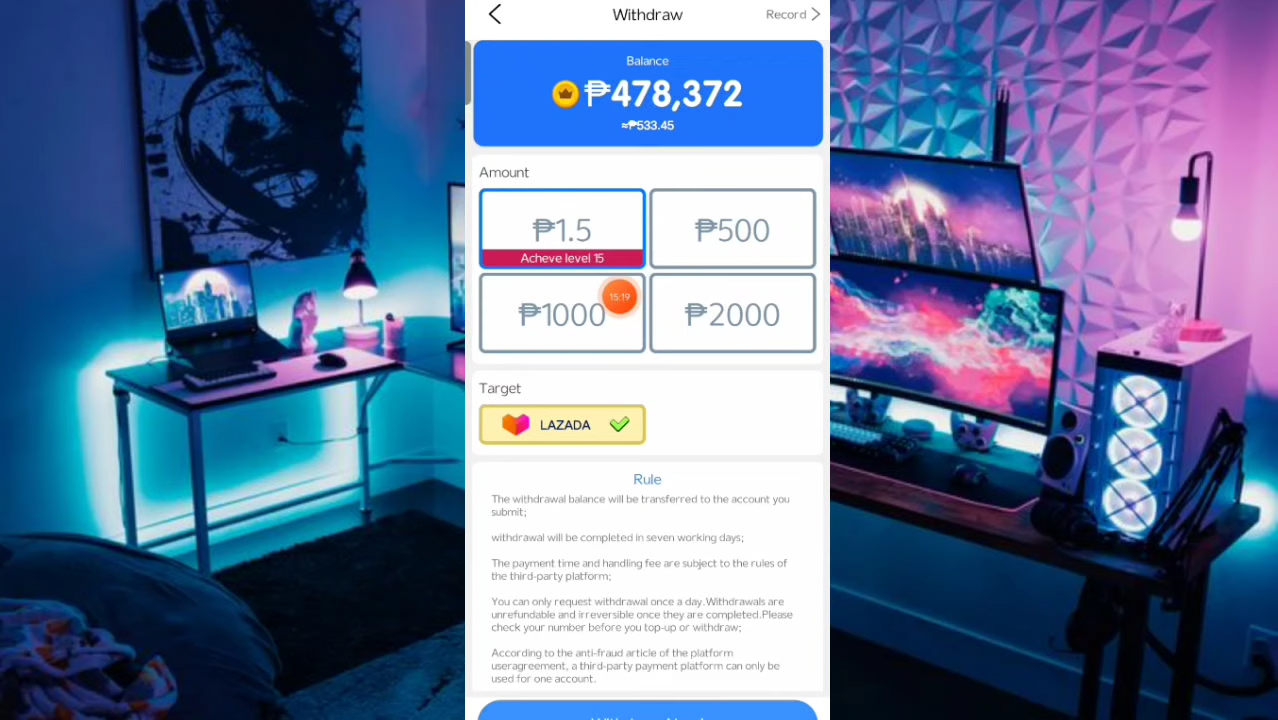 Withdraw
Record
Balance
₱478,372
≈₱533.45
Amount
₱1.5
₱500
Acheve level 15
₱1000
15:19
₱2000
Target
LAZADA
Rule
The withdrawal balance will be transferred to the account you
submit;
withdrawal will be completed in seven working days;
The payment time and handling fee are subject to the rules of
the third-party platform;
You can only request withdrawal once a day.Withdrawals are
unrefundable and irreversible once they are completed.Please
check your number before you top-up or withdraw;
According to the anti-fraud article of the platform
useragreement, a third-party payment platform can only be
used for one account.